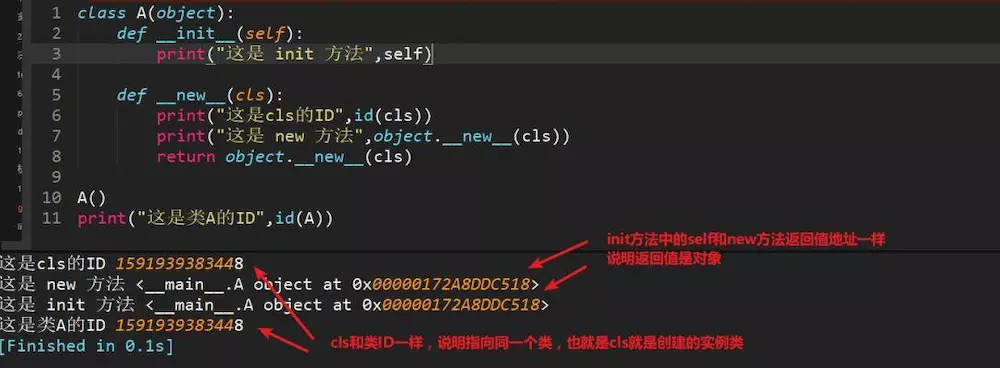 1 class A(object):
2 def __init__(self):
3 print("这是 init 方法",self)
4
5 def __new__(cls):
6 print("这是cls的ID",id(cls))
7 print("这是 new 方法",object.__new__(cls))
8 return object.__new__(cls)
9
10 A()
11 print("这是类A的ID",id(A))
init方法中的self和new方法返回值地址一样
说明返回值是对象
这是cls的ID 1591939383448
这是 new 方法 <__main__.A object at 0x00000172A8DDC518>
这是 init 方法 <__main__.A object at 0x00000172A8DDC518>
这是类A的ID 1591939383448
cls和类ID一样，说明指向同一个类，也就是cls就是创建的实例类
[Finished in 0.1s]